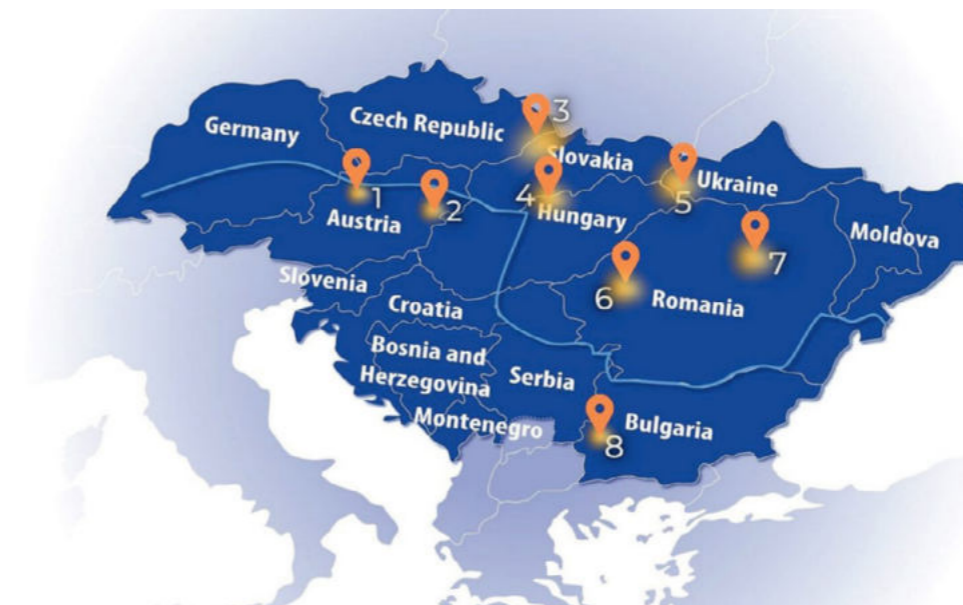 3
Czech Republic
Germany
Slovakia
Ukraine
1
4
5
2
Hungary
Austria
Moldova
7
Slovenia
6
Romania
Croatia
Bosnia and
Herzegovina
Serbia
Montenegro
Bulgaria
8